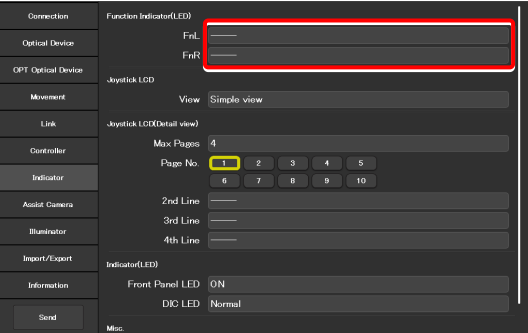 Connection
Optical Device
OPT Optical Device
Movement
Link
Controller
Indicator
Assist Camera
Illuminator
Import/Export
Information
Send
Function Indicator(LED)
FnL ——
FnR ——
Joystick LCD
View Simple view
Joystick LCD(Detail view)
Max Pages 4
Page No. 1 2 3 4 5
6 7 8 9 10
2nd Line ——
3rd Line ——
4th Line ——
Indicator(LED)
Front Panel LED ON
DIC LED Normal
Misc.